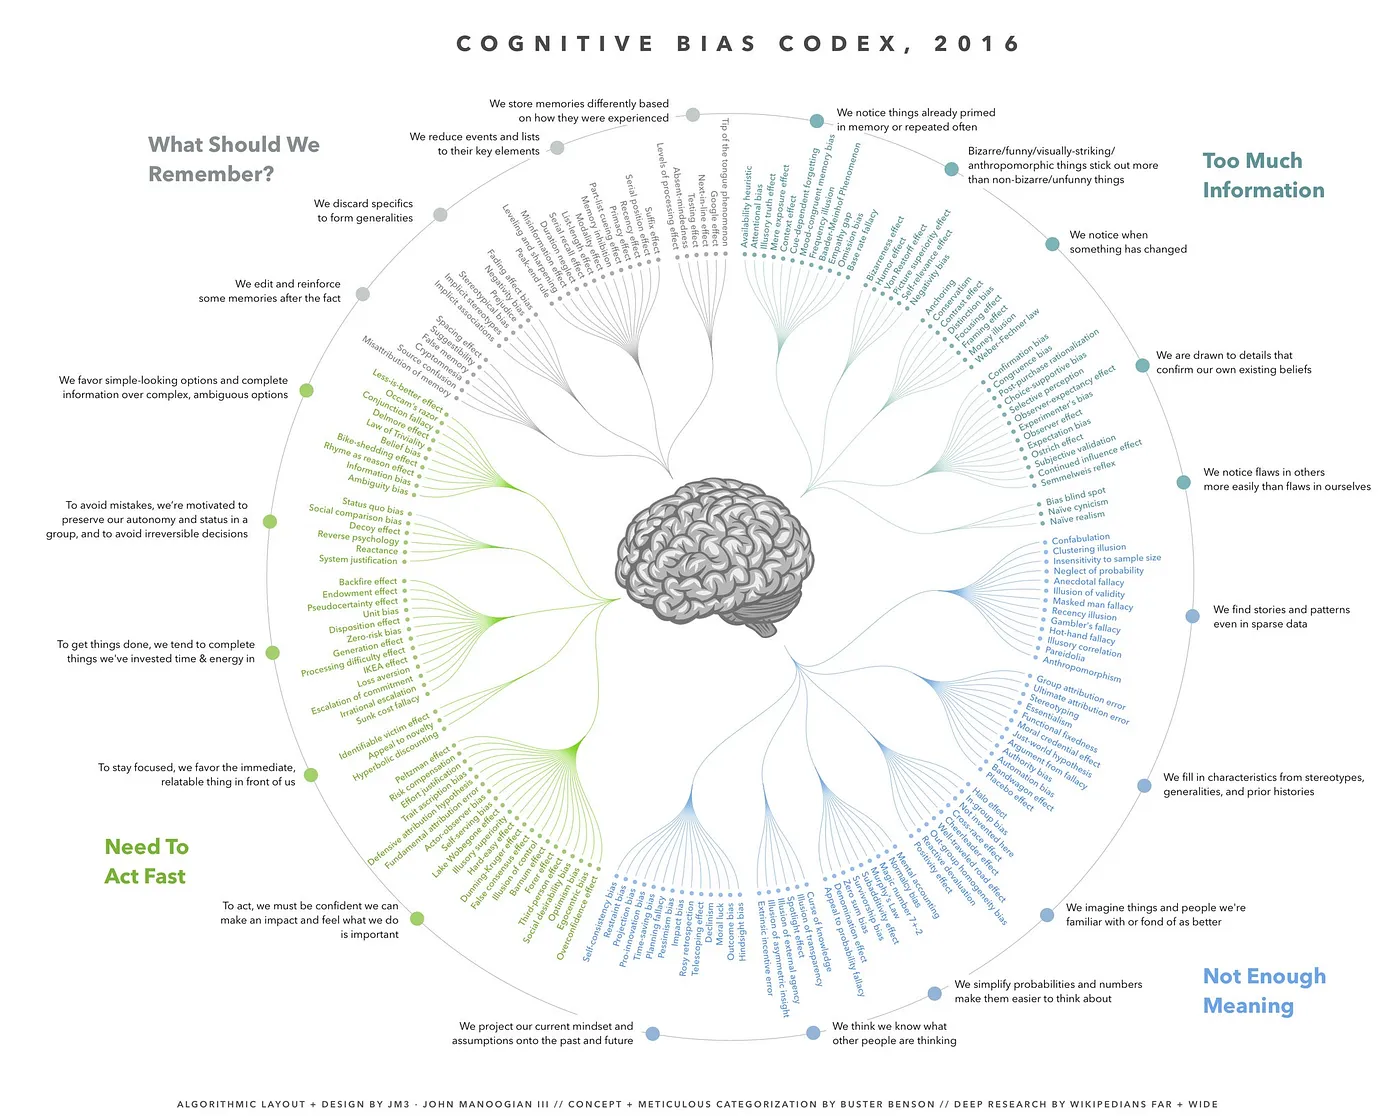 COGNITIVE BIAS CODEX, 2016
What Should We
Remember?
We store memories differently based
on how they were experienced
We reduce events and lists
to their key elements
We discard specifics
to form generalities
We edit and reinforce
some memories after the fact
Tip of the tongue phenomenon
Google effect
Next-in-line effect
Testing effect
Absent-mindedness
Levels of processing effect
Suffix effect
Serial position effect
Recency effect
Primacy effect
Part-list cueing effect
Memory inhibition
Modality effect
List-length effect
Serial recall effect
Duration neglect
Misinformation effect
Leveling and sharpening
Peak-end rule
Fading affect bias
Negativity bias
Prejudice
Stereotypical bias
Implicit stereotypes
Implicit associations
Spacing effect
Suggestibility
False memory
Cryptomnesia
Source confusion
Misattribution of memory
Too Much
Information
We notice things already primed
in memory or repeated often
Bizarre/funny/visually-striking/
anthropomorphic things stick out more
than non-bizarre/unfunny things
We notice when
something has changed
We are drawn to details that
confirm our own existing beliefs
We notice flaws in others
more easily than flaws in ourselves
Availability heuristic
Attentional bias
Illusory truth effect
Mere exposure effect
Context effect
Cue-dependent forgetting
Mood-congruent memory bias
Frequency illusion
Baader-Meinhof Phenomenon
Empathy gap
Omission bias
Base rate fallacy
Bizarreness effect
Humor effect
Von Restorff effect
Picture superiority effect
Self-relevance effect
Negativity bias
Anchoring
Conservatism
Contrast effect
Distinction bias
Focusing effect
Framing effect
Money illusion
Weber–Fechner law
Confirmation bias
Congruence bias
Post-purchase rationalization
Choice-supportive bias
Selective perception
Observer-expectancy effect
Experimenter's bias
Observer effect
Expectation bias
Ostrich effect
Subjective validation
Continued influence effect
Semmelweis reflex
Bias blind spot
Naïve cynicism
Naïve realism
Not Enough
Meaning
We find stories and patterns
even in sparse data
We fill in characteristics from stereotypes,
generalities, and prior histories
We imagine things and people we're
familiar with or fond of as better
We simplify probabilities and numbers
make them easier to think about
We think we know what
other people are thinking
We project our current mindset and
assumptions onto the past and future
Confabulation
Clustering illusion
Insensitivity to sample size
Neglect of probability
Anecdotal fallacy
Illusion of validity
Masked man fallacy
Recency illusion
Gambler's fallacy
Hot-hand fallacy
Illusory correlation
Pareidolia
Anthropomorphism
Group attribution error
Ultimate attribution error
Stereotyping
Essentialism
Functional fixedness
Moral credential effect
Just-world hypothesis
Argument from fallacy
Authority bias
Automation bias
Bandwagon effect
Placebo effect
Halo effect
In-group bias
Not invented here
Cross-race effect
Cheerleader effect
Well-traveled road effect
Out-group homogeneity bias
Reactive devaluation
Positivity effect
Mental accounting
Normalcy bias
Magic number 7+-2
Murphy's Law
Subadditivity effect
Survivorship bias
Zero sum bias
Denomination effect
Appeal to probability fallacy
Curse of knowledge
Illusion of transparency
Spotlight effect
Illusion of external agency
Illusion of asymmetric insight
Extrinsic incentive error
Hindsight bias
Outcome bias
Moral luck
Declinism
Telescoping effect
Rosy retrospection
Impact bias
Pessimism bias
Planning fallacy
Time-saving bias
Pro-innovation bias
Projection bias
Restraint bias
Self-consistency bias
Need To
Act Fast
We favor simple-looking options and complete
information over complex, ambiguous options
To avoid mistakes, we're motivated to
preserve our autonomy and status in a
group, and to avoid irreversible decisions
To get things done, we tend to complete
things we've invested time & energy in
To stay focused, we favor the immediate,
relatable thing in front of us
To act, we must be confident we can
make an impact and feel what we do
is important
Less-is-better effect
Occam's razor
Conjunction fallacy
Delmore effect
Law of Triviality
Belief bias
Bike-shedding effect
Rhyme as reason effect
Information bias
Ambiguity bias
Status quo bias
Social comparison bias
Decoy effect
Reverse psychology
Reactance
System justification
Backfire effect
Endowment effect
Pseudocertainty effect
Unit bias
Disposition effect
Zero-risk bias
Generation effect
Processing difficulty effect
IKEA effect
Loss aversion
Escalation of commitment
Irrational escalation
Sunk cost fallacy
Identifiable victim effect
Appeal to novelty
Hyperbolic discounting
Peltzman effect
Risk compensation
Effort justification
Trait ascription bias
Defensive attribution hypothesis
Fundamental attribution error
Actor-observer bias
Self-serving bias
Lake Wobegone effect
Illusory superiority
Hard-easy effect
Dunning-Kruger effect
False consensus effect
Illusion of control
Barnum effect
Forer effect
Third-person effect
Social desirability bias
Optimism bias
Egocentric bias
Overconfidence effect
ALGORITHMIC LAYOUT + DESIGN BY JM3 · JOHN MANOOGIAN III // CONCEPT + METICULOUS CATEGORIZATION BY BUSTER BENSON // DEEP RESEARCH BY WIKIPEDIANS FAR + WIDE